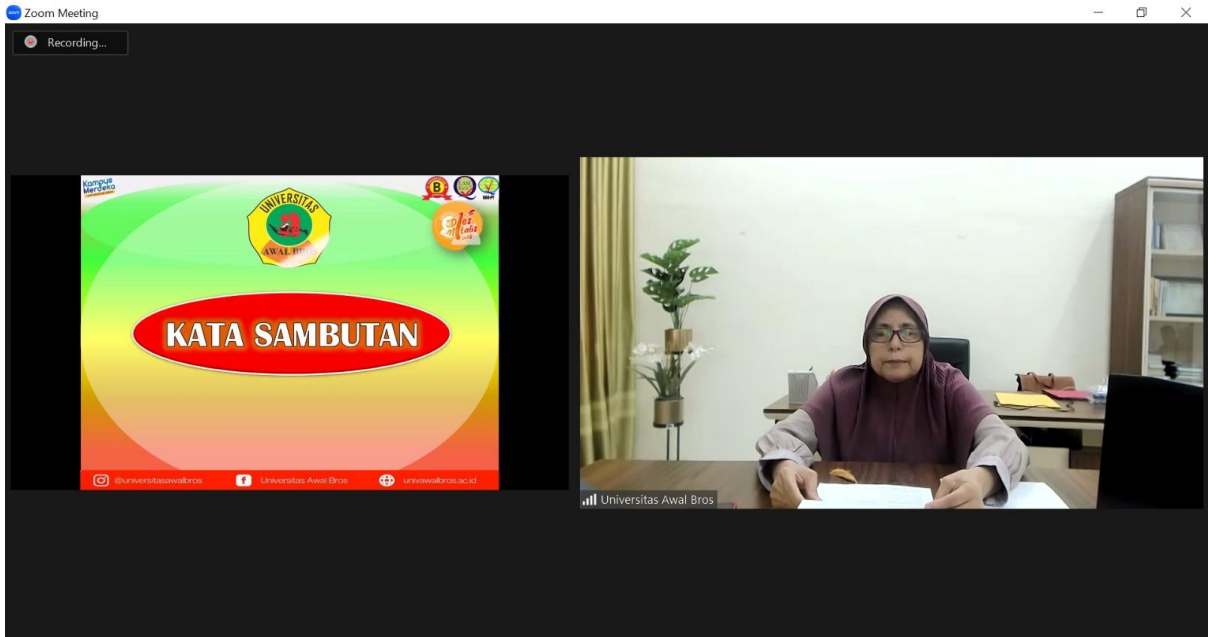 Zoom Meeting
Recording...
Kampus
Merdeka
UNIVERSITAS
AWAL BROS
B
KATA SAMBUTAN
@universitasawalbros
Universitas Awal Bros
univawalbros.ac.id
Universitas Awal Bros